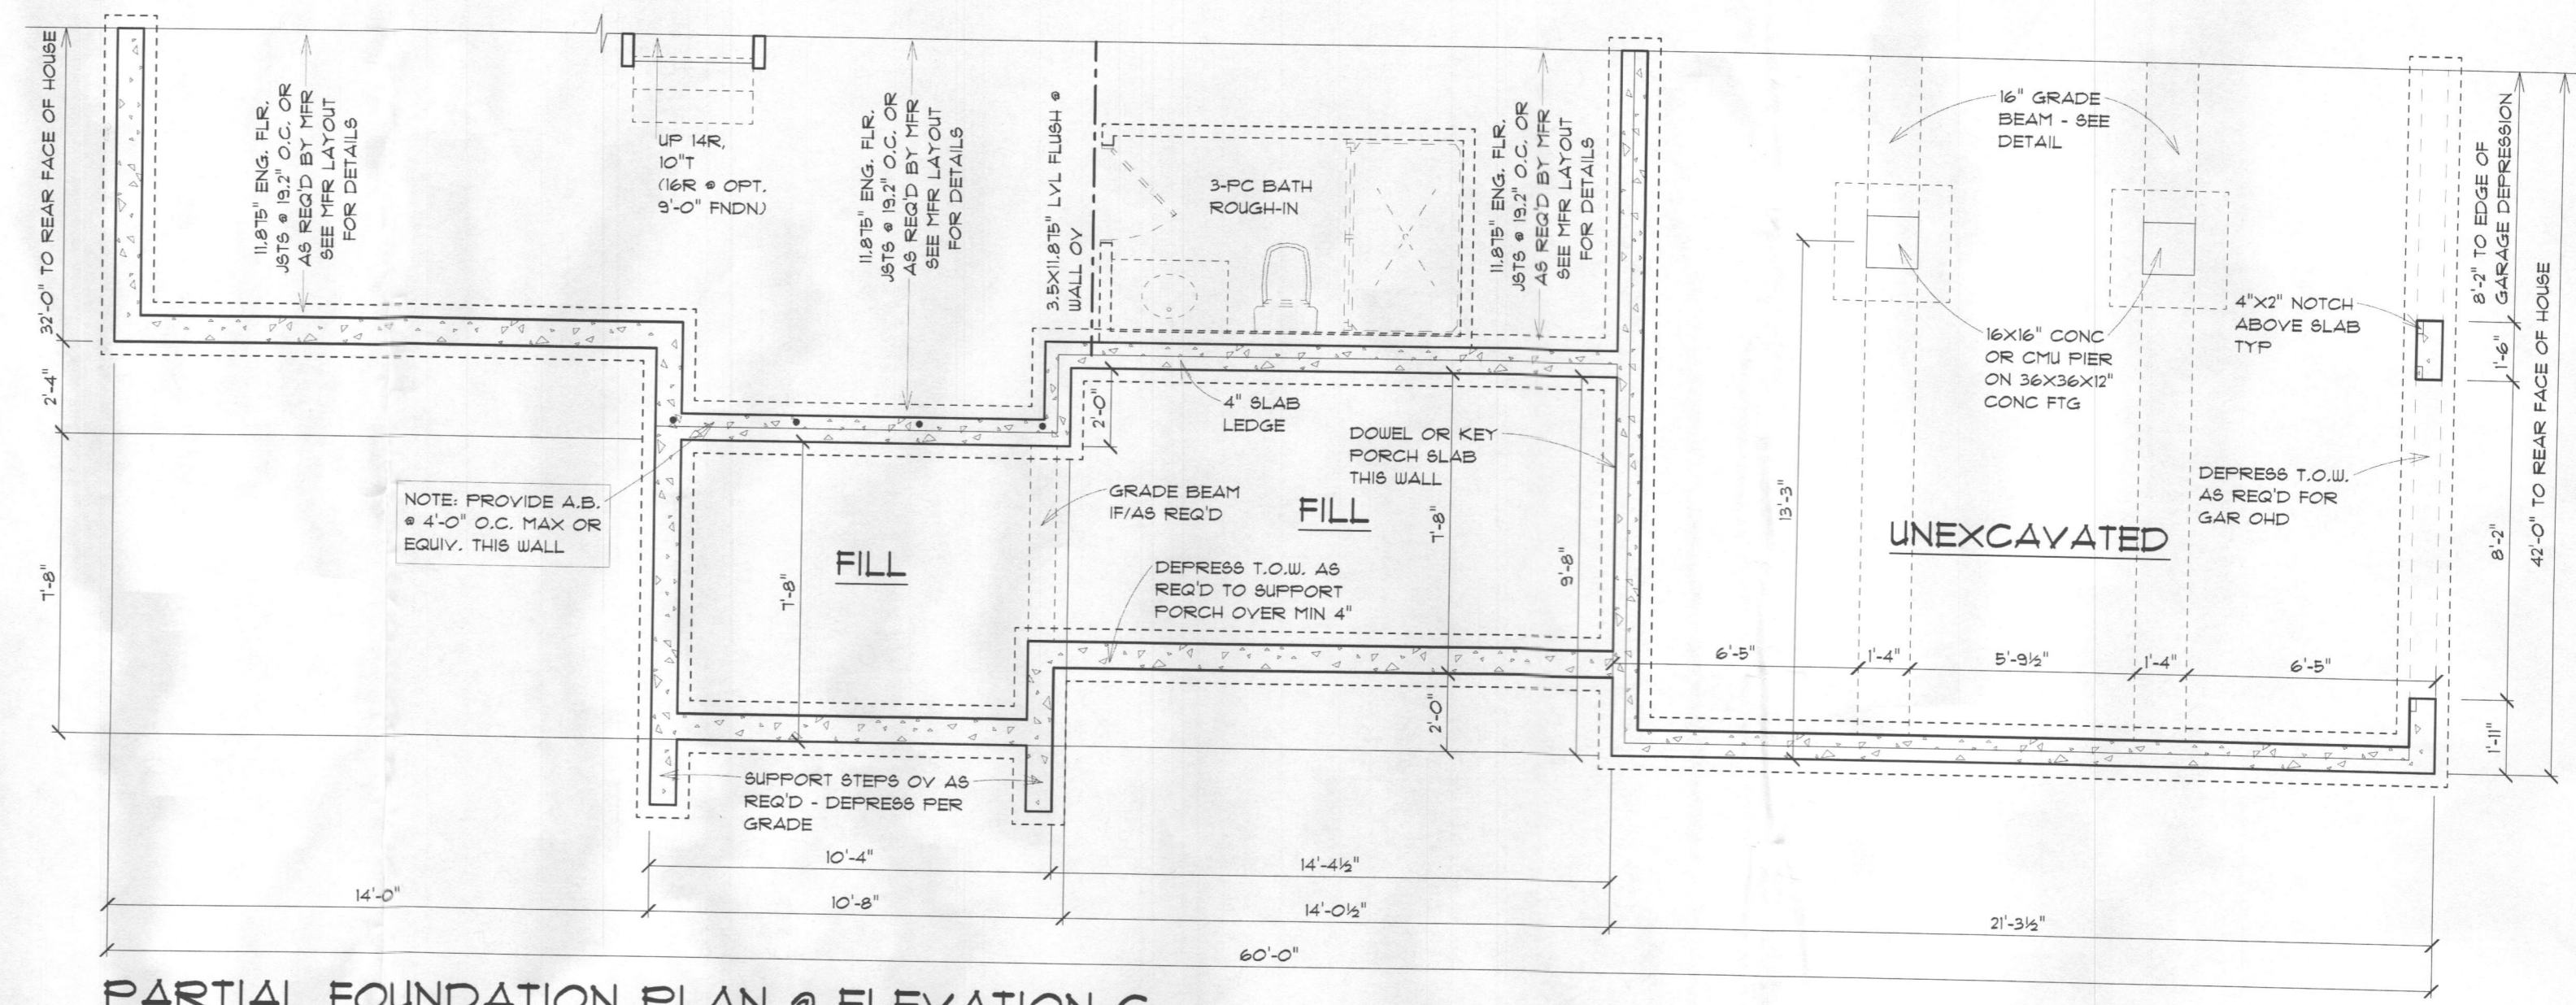 32'-0" TO REAR FACE OF HOUSE
2'-4"
7'-8"
11.875" ENG. FLR.
JSTS @ 19.2" O.C. OR
AS REQ'D BY MFR
SEE MFR LAYOUT
FOR DETAILS
UP 14R,
10"T
(16R @ OPT.
9'-0" FNDN)
11.875" ENG. FLR.
JSTS @ 19.2" O.C. OR
AS REQ'D BY MFR
SEE MFR LAYOUT
FOR DETAILS
3.5X11.875" LVL FLUSH @
WALL OV
3-PC BATH
ROUGH-IN
11.875" ENG. FLR.
JSTS @ 19.2" O.C. OR
AS REQ'D BY MFR
SEE MFR LAYOUT
FOR DETAILS
16" GRADE
BEAM - SEE
DETAIL
16X16" CONC
OR CMU PIER
ON 36X36X12"
CONC FTG
4"X2" NOTCH
ABOVE SLAB
TYP
8'-2" TO EDGE OF
GARAGE DEPRESSION
1'-6"
42'-0" TO REAR FACE OF HOUSE
8'-2"
1'-11"
DEPRESS T.O.W.
AS REQ'D FOR
GAR OHD
UNEXCAVATED
13'-3"
6'-5"
1'-4"
5'-9½"
1'-4"
6'-5"
2'-0"
4" SLAB
LEDGE
DOWEL OR KEY
PORCH SLAB
THIS WALL
NOTE: PROVIDE A.B.
@ 4'-0" O.C. MAX OR
EQUIV. THIS WALL
GRADE BEAM
IF/AS REQ'D
FILL
FILL
7'-8"
7'-8"
9'-8"
DEPRESS T.O.W. AS
REQ'D TO SUPPORT
PORCH OVER MIN 4"
2'-0"
SUPPORT STEPS OV AS
REQ'D - DEPRESS PER
GRADE
10'-4"
14'-4½"
14'-0"
10'-8"
14'-0½"
21'-3½"
60'-0"
PARTIAL FOUNDATION PLAN @ ELEVATION C